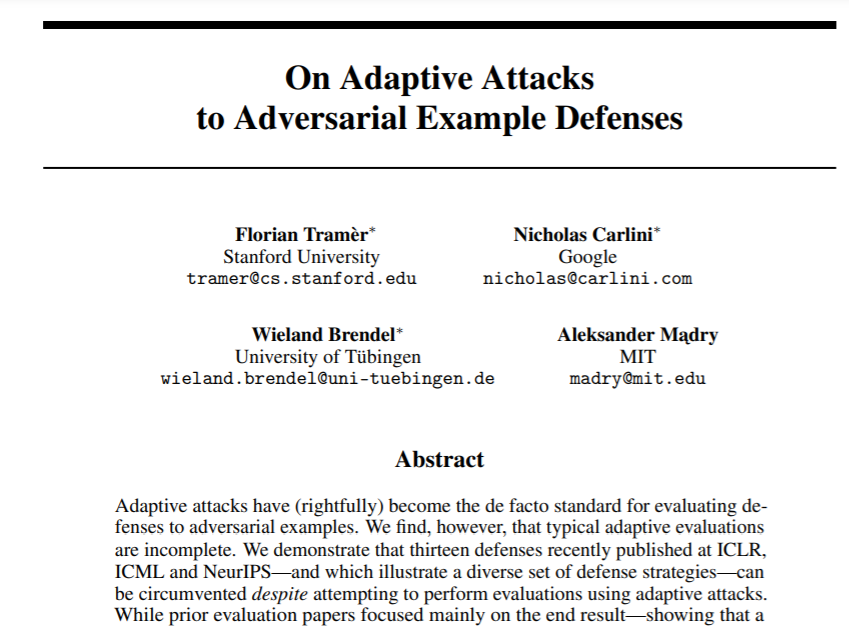 On Adaptive Attacks
to Adversarial Example Defenses
Florian Tramèr*
Stanford University
tramer@cs.stanford.edu
Nicholas Carlini*
Google
nicholas@carlini.com
Wieland Brendel*
University of Tübingen
wieland.brendel@uni-tuebingen.de
Aleksander Mądry
MIT
madry@mit.edu
Abstract
Adaptive attacks have (rightfully) become the de facto standard for evaluating de-
fenses to adversarial examples. We find, however, that typical adaptive evaluations
are incomplete. We demonstrate that thirteen defenses recently published at ICLR,
ICML and NeurIPS—and which illustrate a diverse set of defense strategies—can
be circumvented despite attempting to perform evaluations using adaptive attacks.
While prior evaluation papers focused mainly on the end result—showing that a